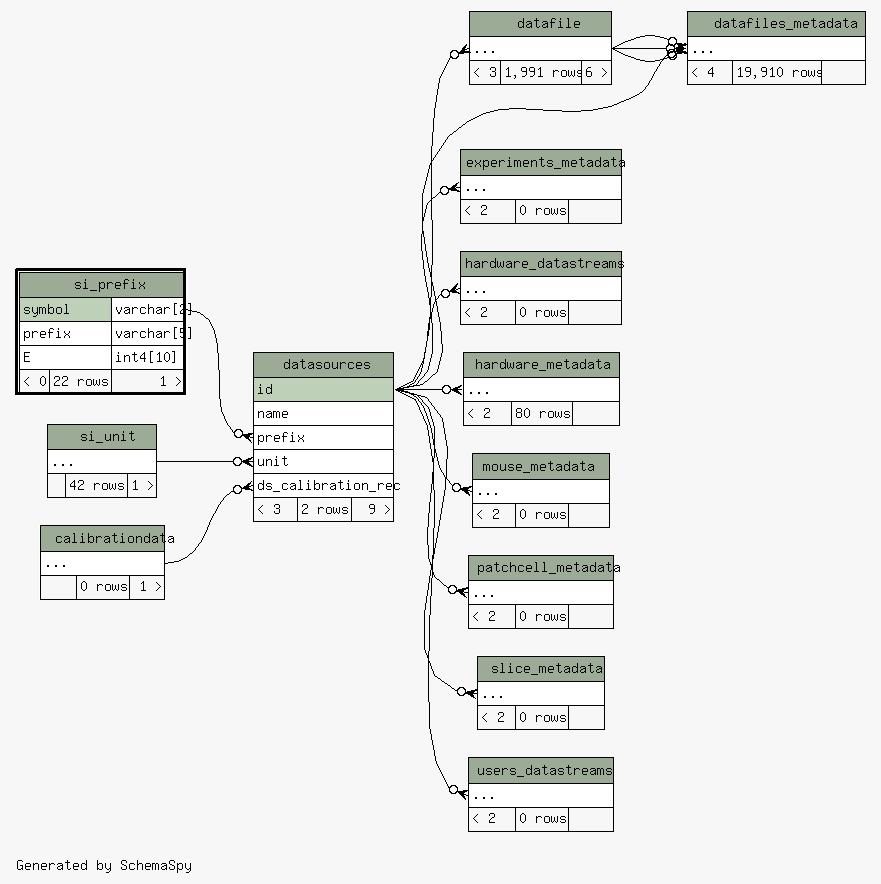 datafile
...
< 3 1,991 rows 6 >
datafiles_metadata
...
< 4 19,910 rows
experiments_metadata
...
< 2 0 rows
hardware_datastreams
...
< 2 0 rows
si_prefix
symbol varchar[2]
prefix varchar[5]
E int4[10]
< 0 22 rows 1 >
datasources
id
name
prefix
unit
ds_calibration_rec
< 3 2 rows 9 >
hardware_metadata
...
< 2 80 rows
si_unit
...
42 rows 1 >
mouse_metadata
...
< 2 0 rows
calibrationdata
...
0 rows 1 >
patchcell_metadata
...
< 2 0 rows
slice_metadata
...
< 2 0 rows
users_datastreams
...
< 2 0 rows
Generated by SchemaSpy